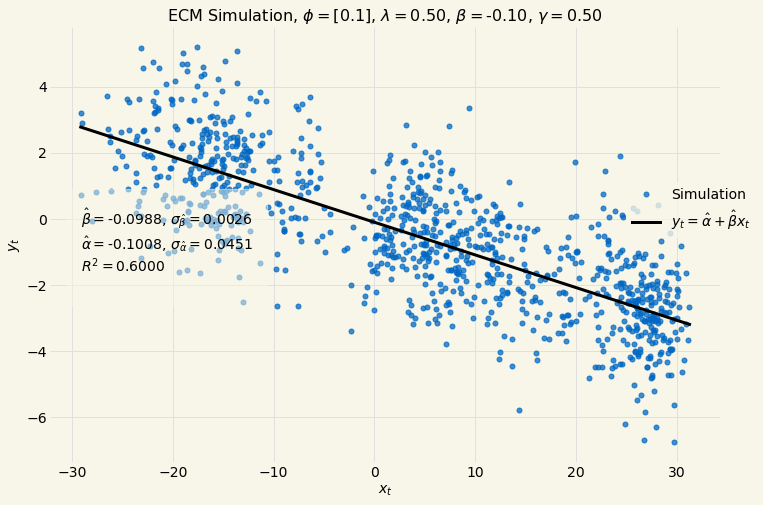 ECM Simulation, ϕ = [0.1], λ = 0.50, β = -0.10, γ = 0.50
4
2
0
−2
−4
−6
y_t
β̂ = -0.0988, σ_β̂ = 0.0026
α̂ = -0.1008, σ_α̂ = 0.0451
R² = 0.6000
Simulation
y_t = α̂ + β̂x_t
−30 −20 −10 0 10 20 30
x_t